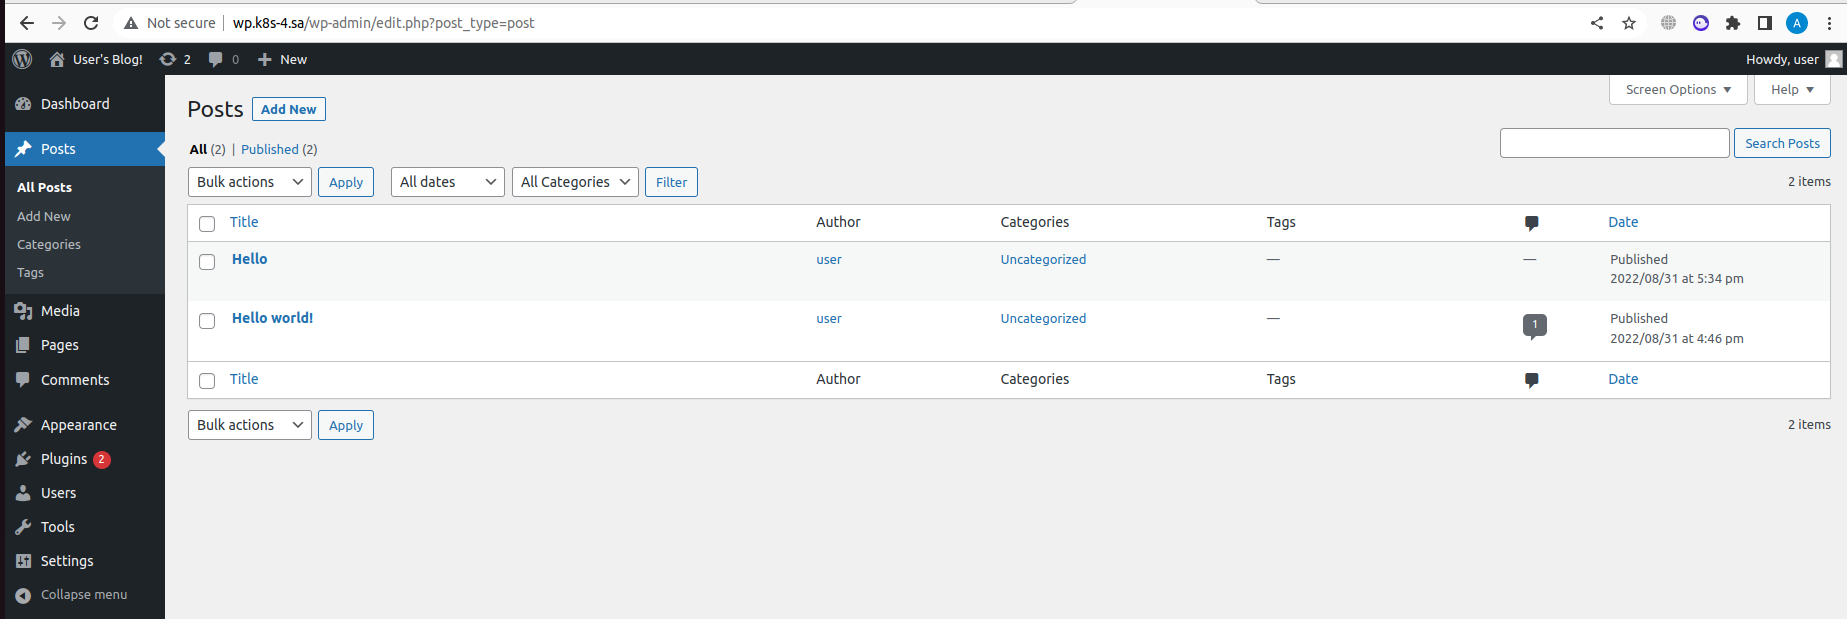 Not secure wp.k8s-4.sa/wp-admin/edit.php?post_type=post A
User's Blog! 2 0 New Howdy, user
Screen Options Help
Dashboard
Posts
All Posts
Add New
Categories
Tags
Media
Pages
Comments
Appearance
Plugins 2
Users
Tools
Settings
Collapse menu
Posts Add New
All (2) | Published (2)
Search Posts
Bulk actions Apply All dates All Categories Filter 2 items
Title Author Categories Tags Date
Hello user Uncategorized — — Published
2022/08/31 at 5:34 pm
Hello world! user Uncategorized — 1 Published
2022/08/31 at 4:46 pm
Title Author Categories Tags Date
Bulk actions Apply 2 items